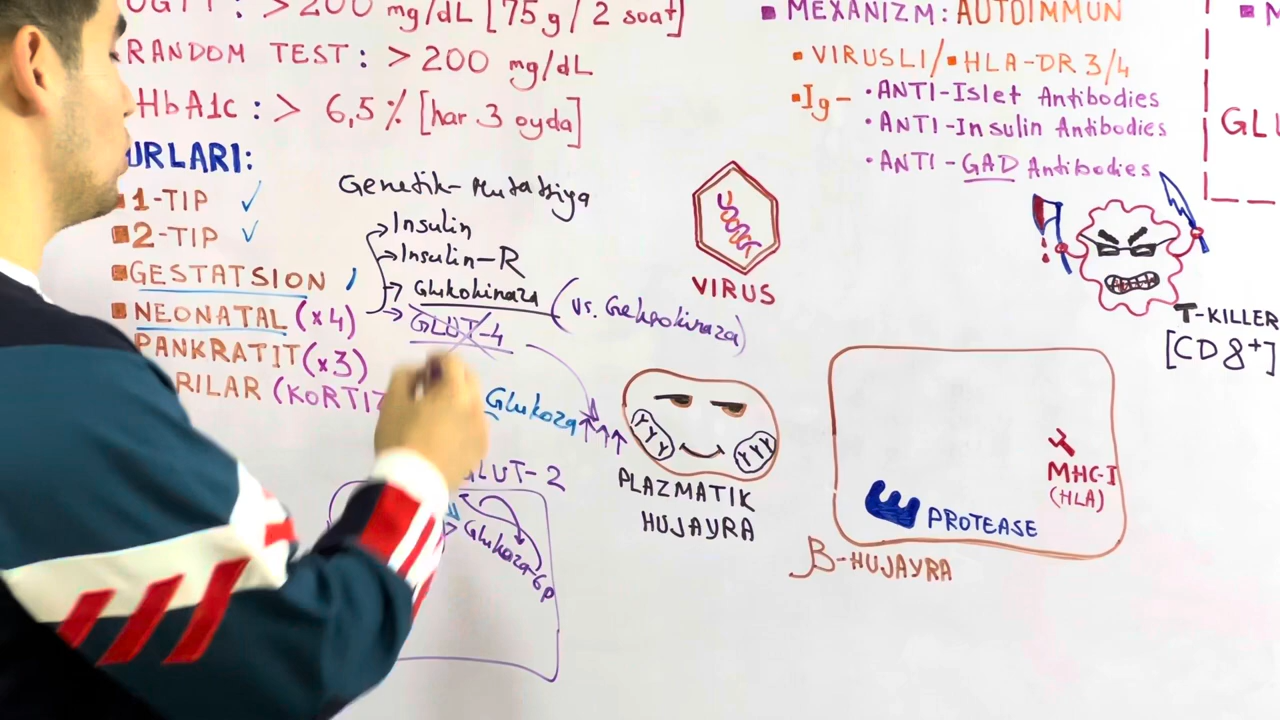 OGTT: >200 mg/dL [75g/2 soat]
RANDOM TEST: >200 mg/dL
HbA1c: > 6,5% [har 3 oyda]
URLARI:
1-TIP ✓
2-TIP ✓
GESTATSION
NEONATAL (x4)
PANKRATIT (x3)
RILAR (KORTIZ
Genetik-Mutatsiya
Insulin
Insulin-R
Glukokinaza (vs. Geksokinaza)
GLUT-4
Glukoza ↑↑↑
GLUT-2
Glukoza-6p
VIRUS
PLAZMATIK
HUJAYRA
MEXANIZM: AUTOIMMUN
VIRUSLI/ HLA-DR 3/4
Ig- ANTI-Islet Antibodies
ANTI-Insulin Antibodies
ANTI-GAD Antibodies
T-KILLER
[CD8+]
MHC-I
(HLA)
PROTEASE
β-HUJAYRA
GLI